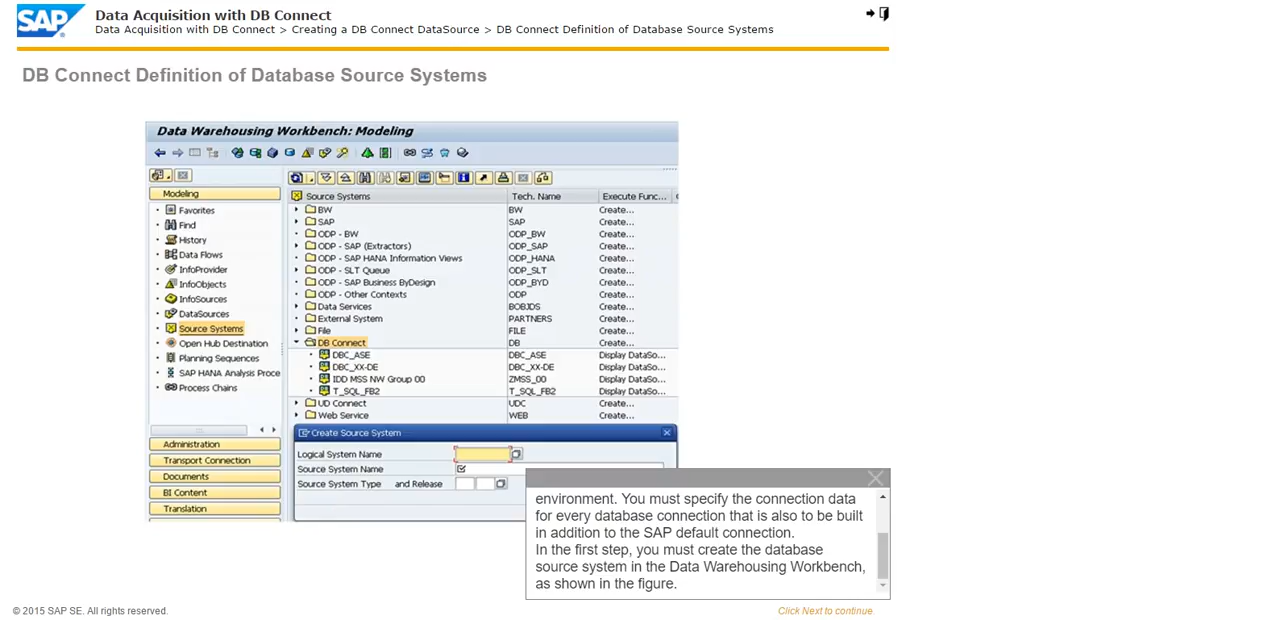 SAP
Data Acquisition with DB Connect
Data Acquisition with DB Connect > Creating a DB Connect DataSource > DB Connect Definition of Database Source Systems
DB Connect Definition of Database Source Systems
Data Warehousing Workbench: Modeling
Modeling
Favorites
Find
History
Data Flows
InfoProvider
InfoObjects
InfoSources
DataSources
Source Systems
Open Hub Destination
Planning Sequences
SAP HANA Analysis Proce
Process Chains
Administration
Transport Connection
Documents
BI Content
Translation
Source Systems Tech. Name Execute Func...
BW BW Create...
SAP SAP Create...
ODP - BW ODP_BW Create...
ODP - SAP (Extractors) ODP_SAP Create...
ODP - SAP HANA Information Views ODP_HANA Create...
ODP - SLT Queue ODP_SLT Create...
ODP - SAP Business ByDesign ODP_BYD Create...
ODP - Other Contexts ODP Create...
Data Services BOBJDS Create...
External System PARTNERS Create...
File FILE Create...
DB Connect DB Create...
DBC_ASE DBC_ASE Display DataSo...
DBC_XX-DE DBC_XX-DE Display DataSo...
IDD MSS NW Group 00 ZMSS_00 Display DataSo...
T_SQL_FB2 T_SQL_FB2 Display DataSo...
UD Connect UDC Create...
Web Service WEB Create...
Create Source System
Logical System Name
Source System Name
Source System Type and Release
environment. You must specify the connection data
for every database connection that is also to be built
in addition to the SAP default connection.
In the first step, you must create the database
source system in the Data Warehousing Workbench,
as shown in the figure.
© 2015 SAP SE. All rights reserved.
Click Next to continue.